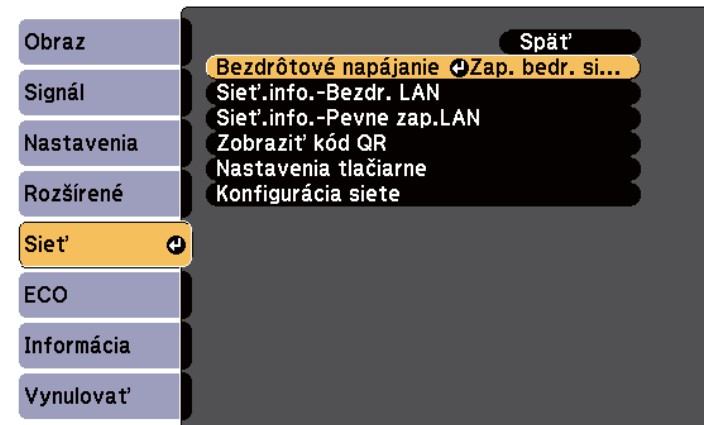 Obraz
Signál
Nastavenia
Rozšírené
Sieť
ECO
Informácia
Vynulovať
Späť
Bezdrôtové napájanie Zap. bedr. si...
Sieť.info.-Bezdr. LAN
Sieť.info.-Pevne zap.LAN
Zobraziť kód QR
Nastavenia tlačiarne
Konfigurácia siete